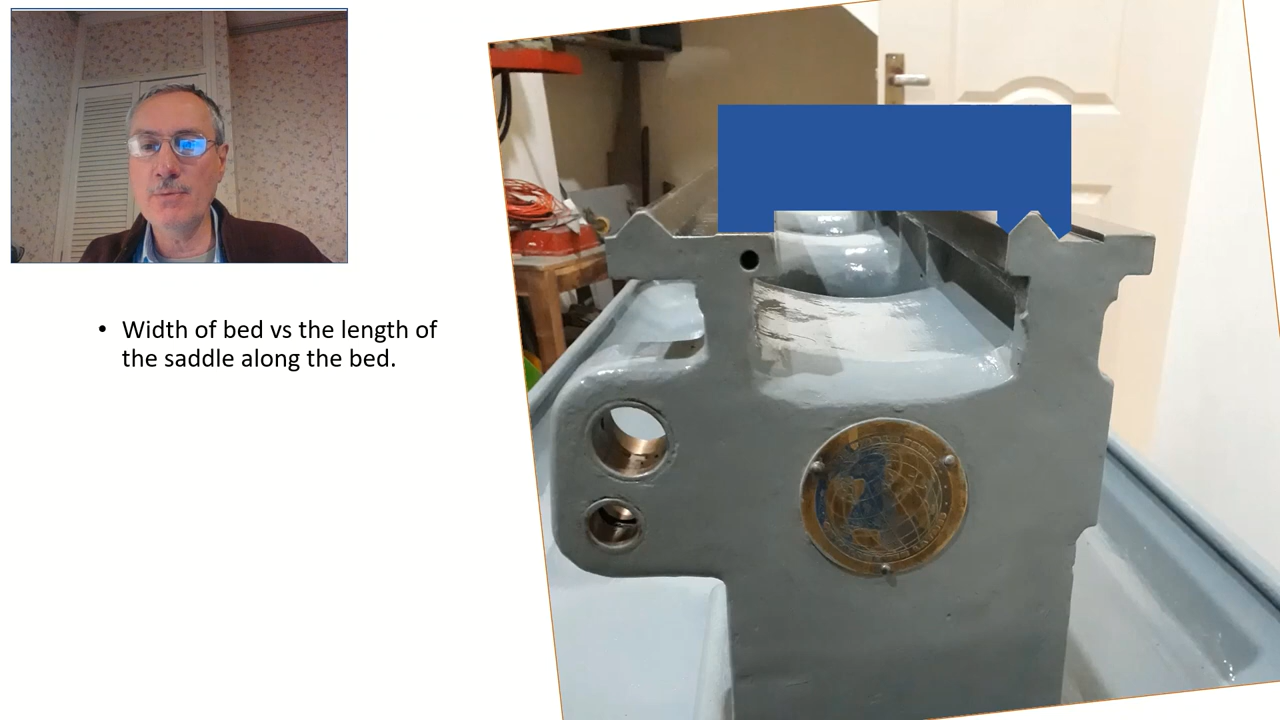 • Width of bed vs the length of
the saddle along the bed.